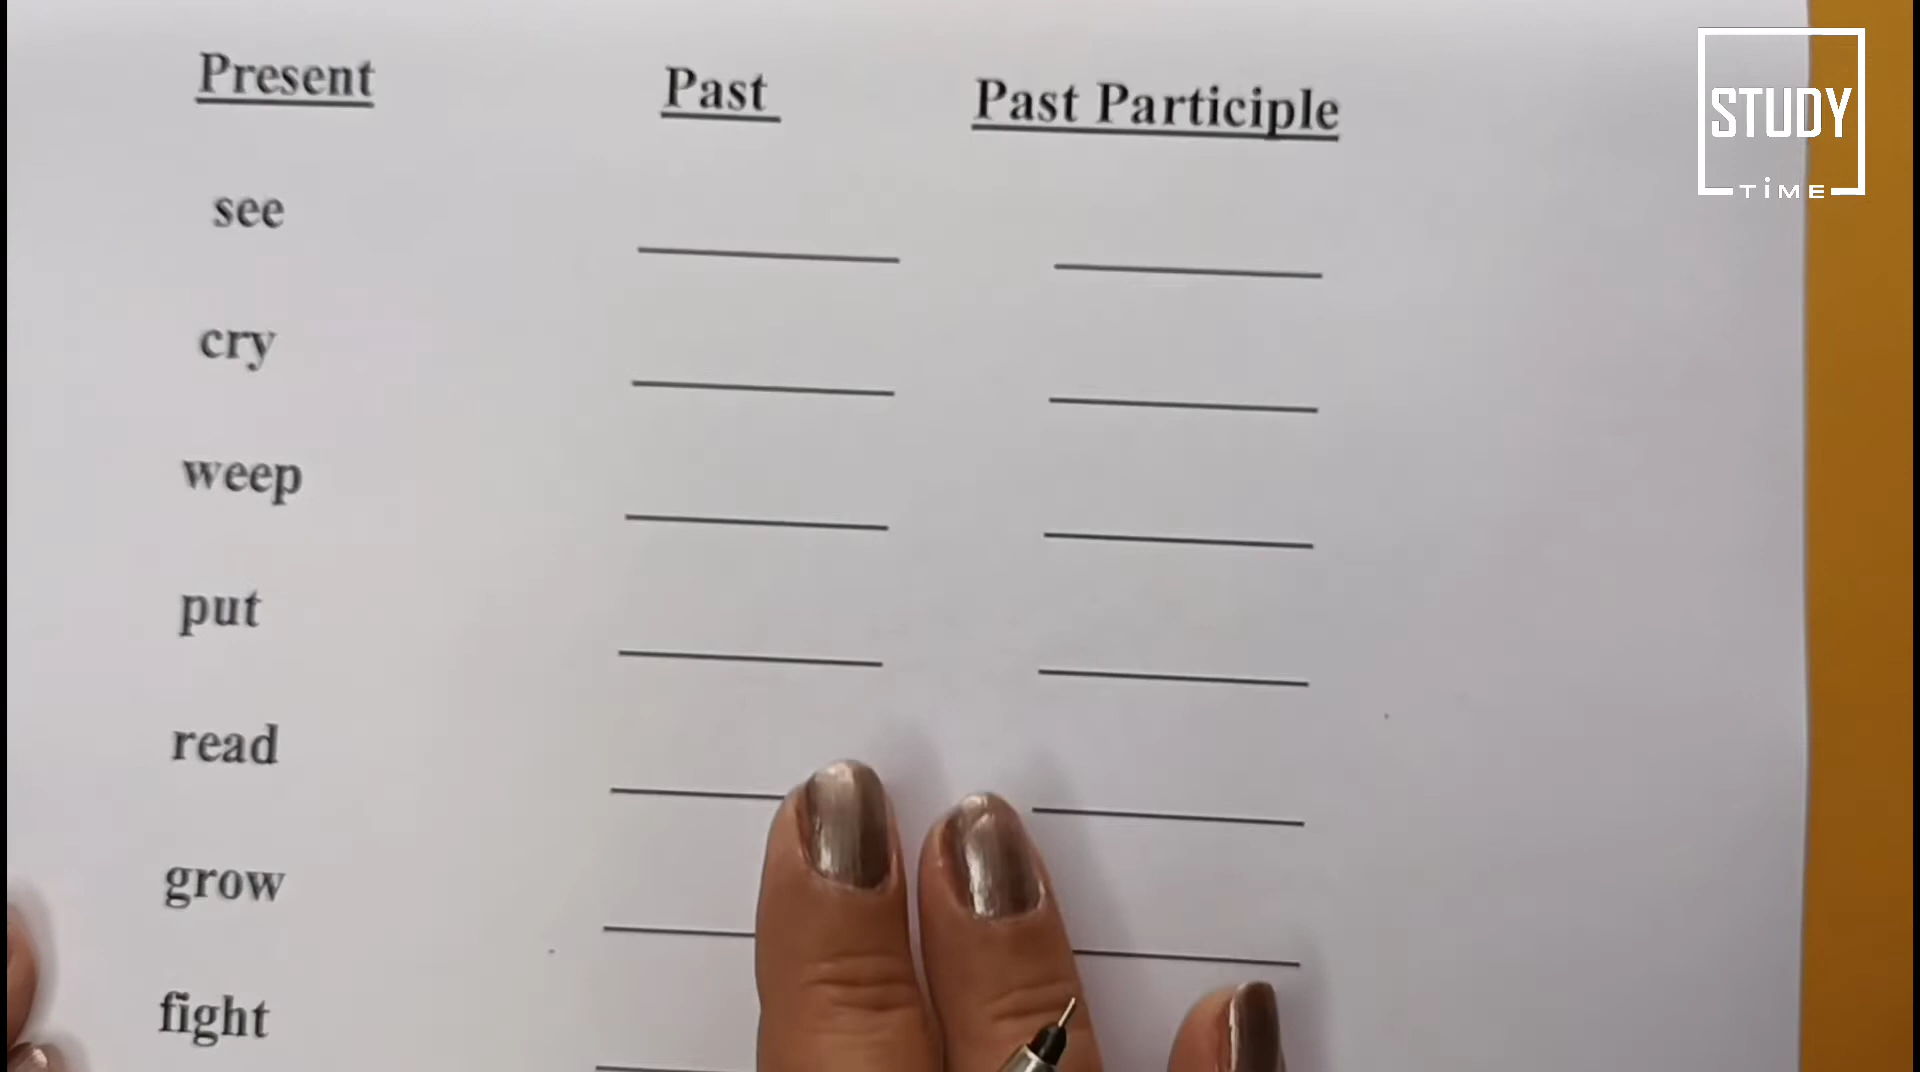 Present Past Past Participle
see
cry
weep
put
read
grow
fight
STUDY
TiME